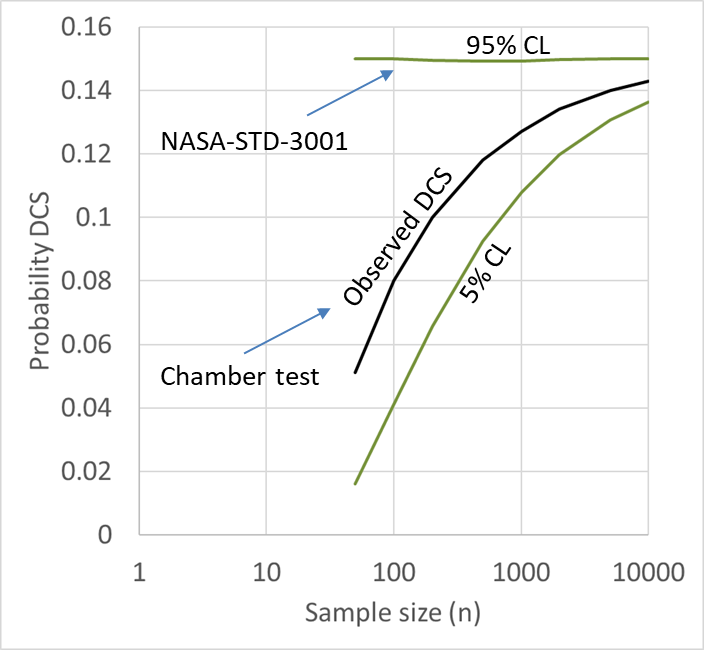 0.16
0.14
0.12
0.1
0.08
0.06
0.04
0.02
0
Probability DCS
95% CL
NASA-STD-3001
Observed DCS
5% CL
Chamber test
1
10
100
1000
10000
Sample size (n)